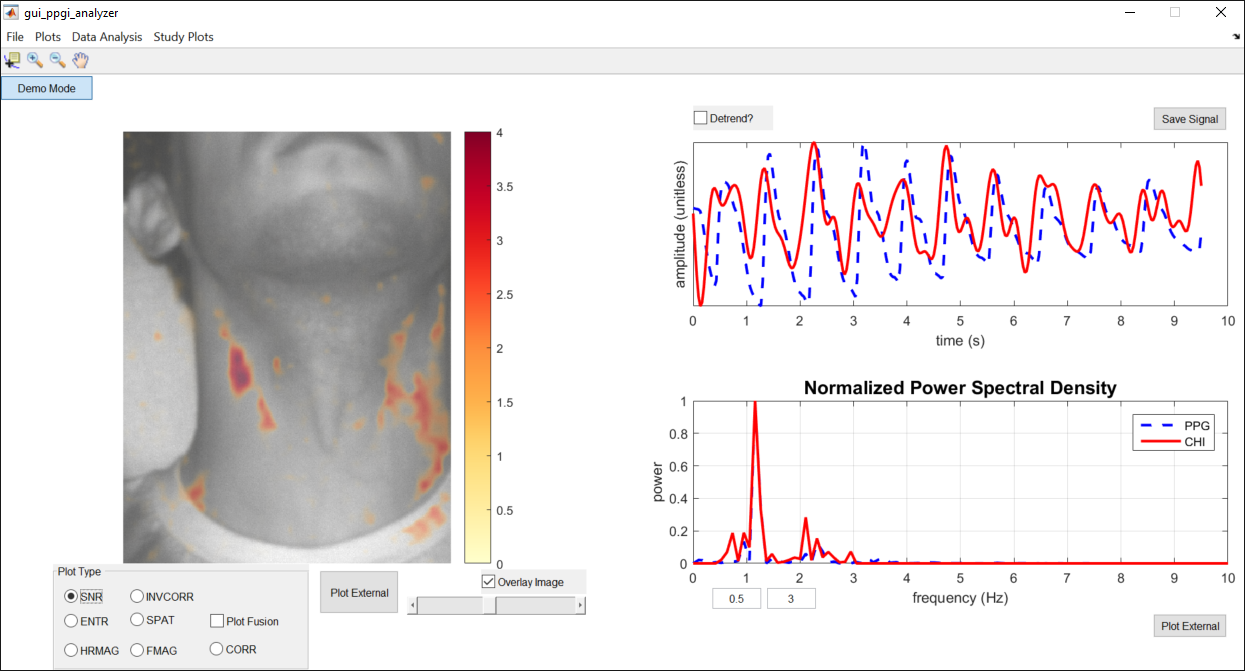 gui_ppgi_analyzer
File Plots Data Analysis Study Plots
Demo Mode
4
3.5
3
2.5
2
1.5
1
0.5
0
Plot Type
SNR INVCORR
ENTR SPAT Plot Fusion
HRMAG FMAG CORR
Plot External
Overlay Image
Detrend?
Save Signal
amplitude (unitless)
0 1 2 3 4 5 6 7 8 9 10
time (s)
Normalized Power Spectral Density
1
0.8
0.6
0.4
0.2
0
power
PPG
CHI
0 1 2 3 4 5 6 7 8 9 10
frequency (Hz)
0.5 3
Plot External